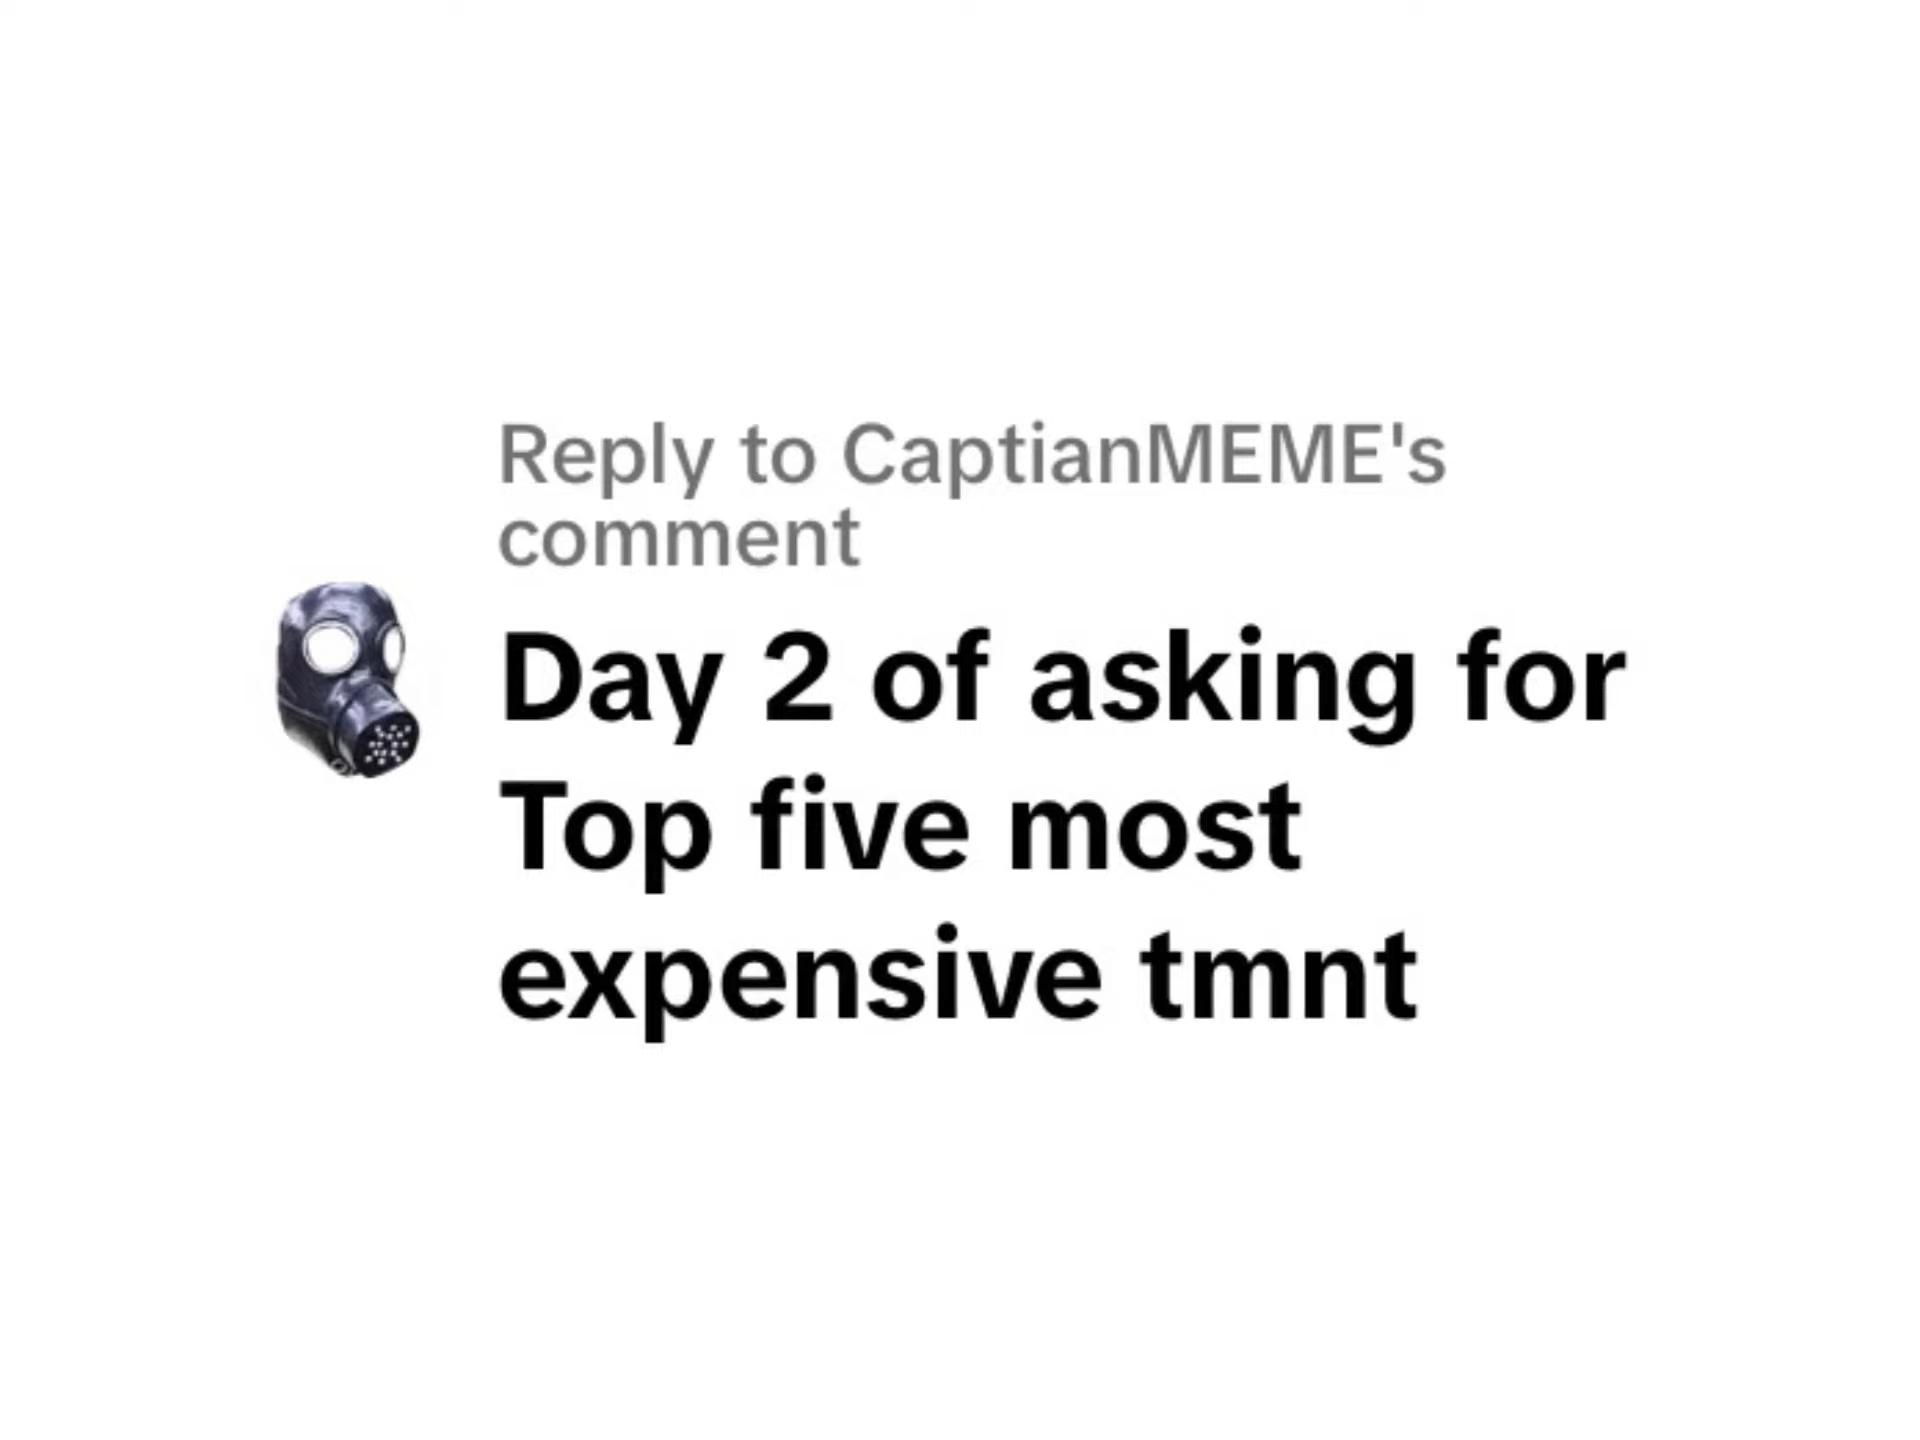 Reply to CaptianMEME's
comment
Day 2 of asking for
Top five most
expensive tmnt